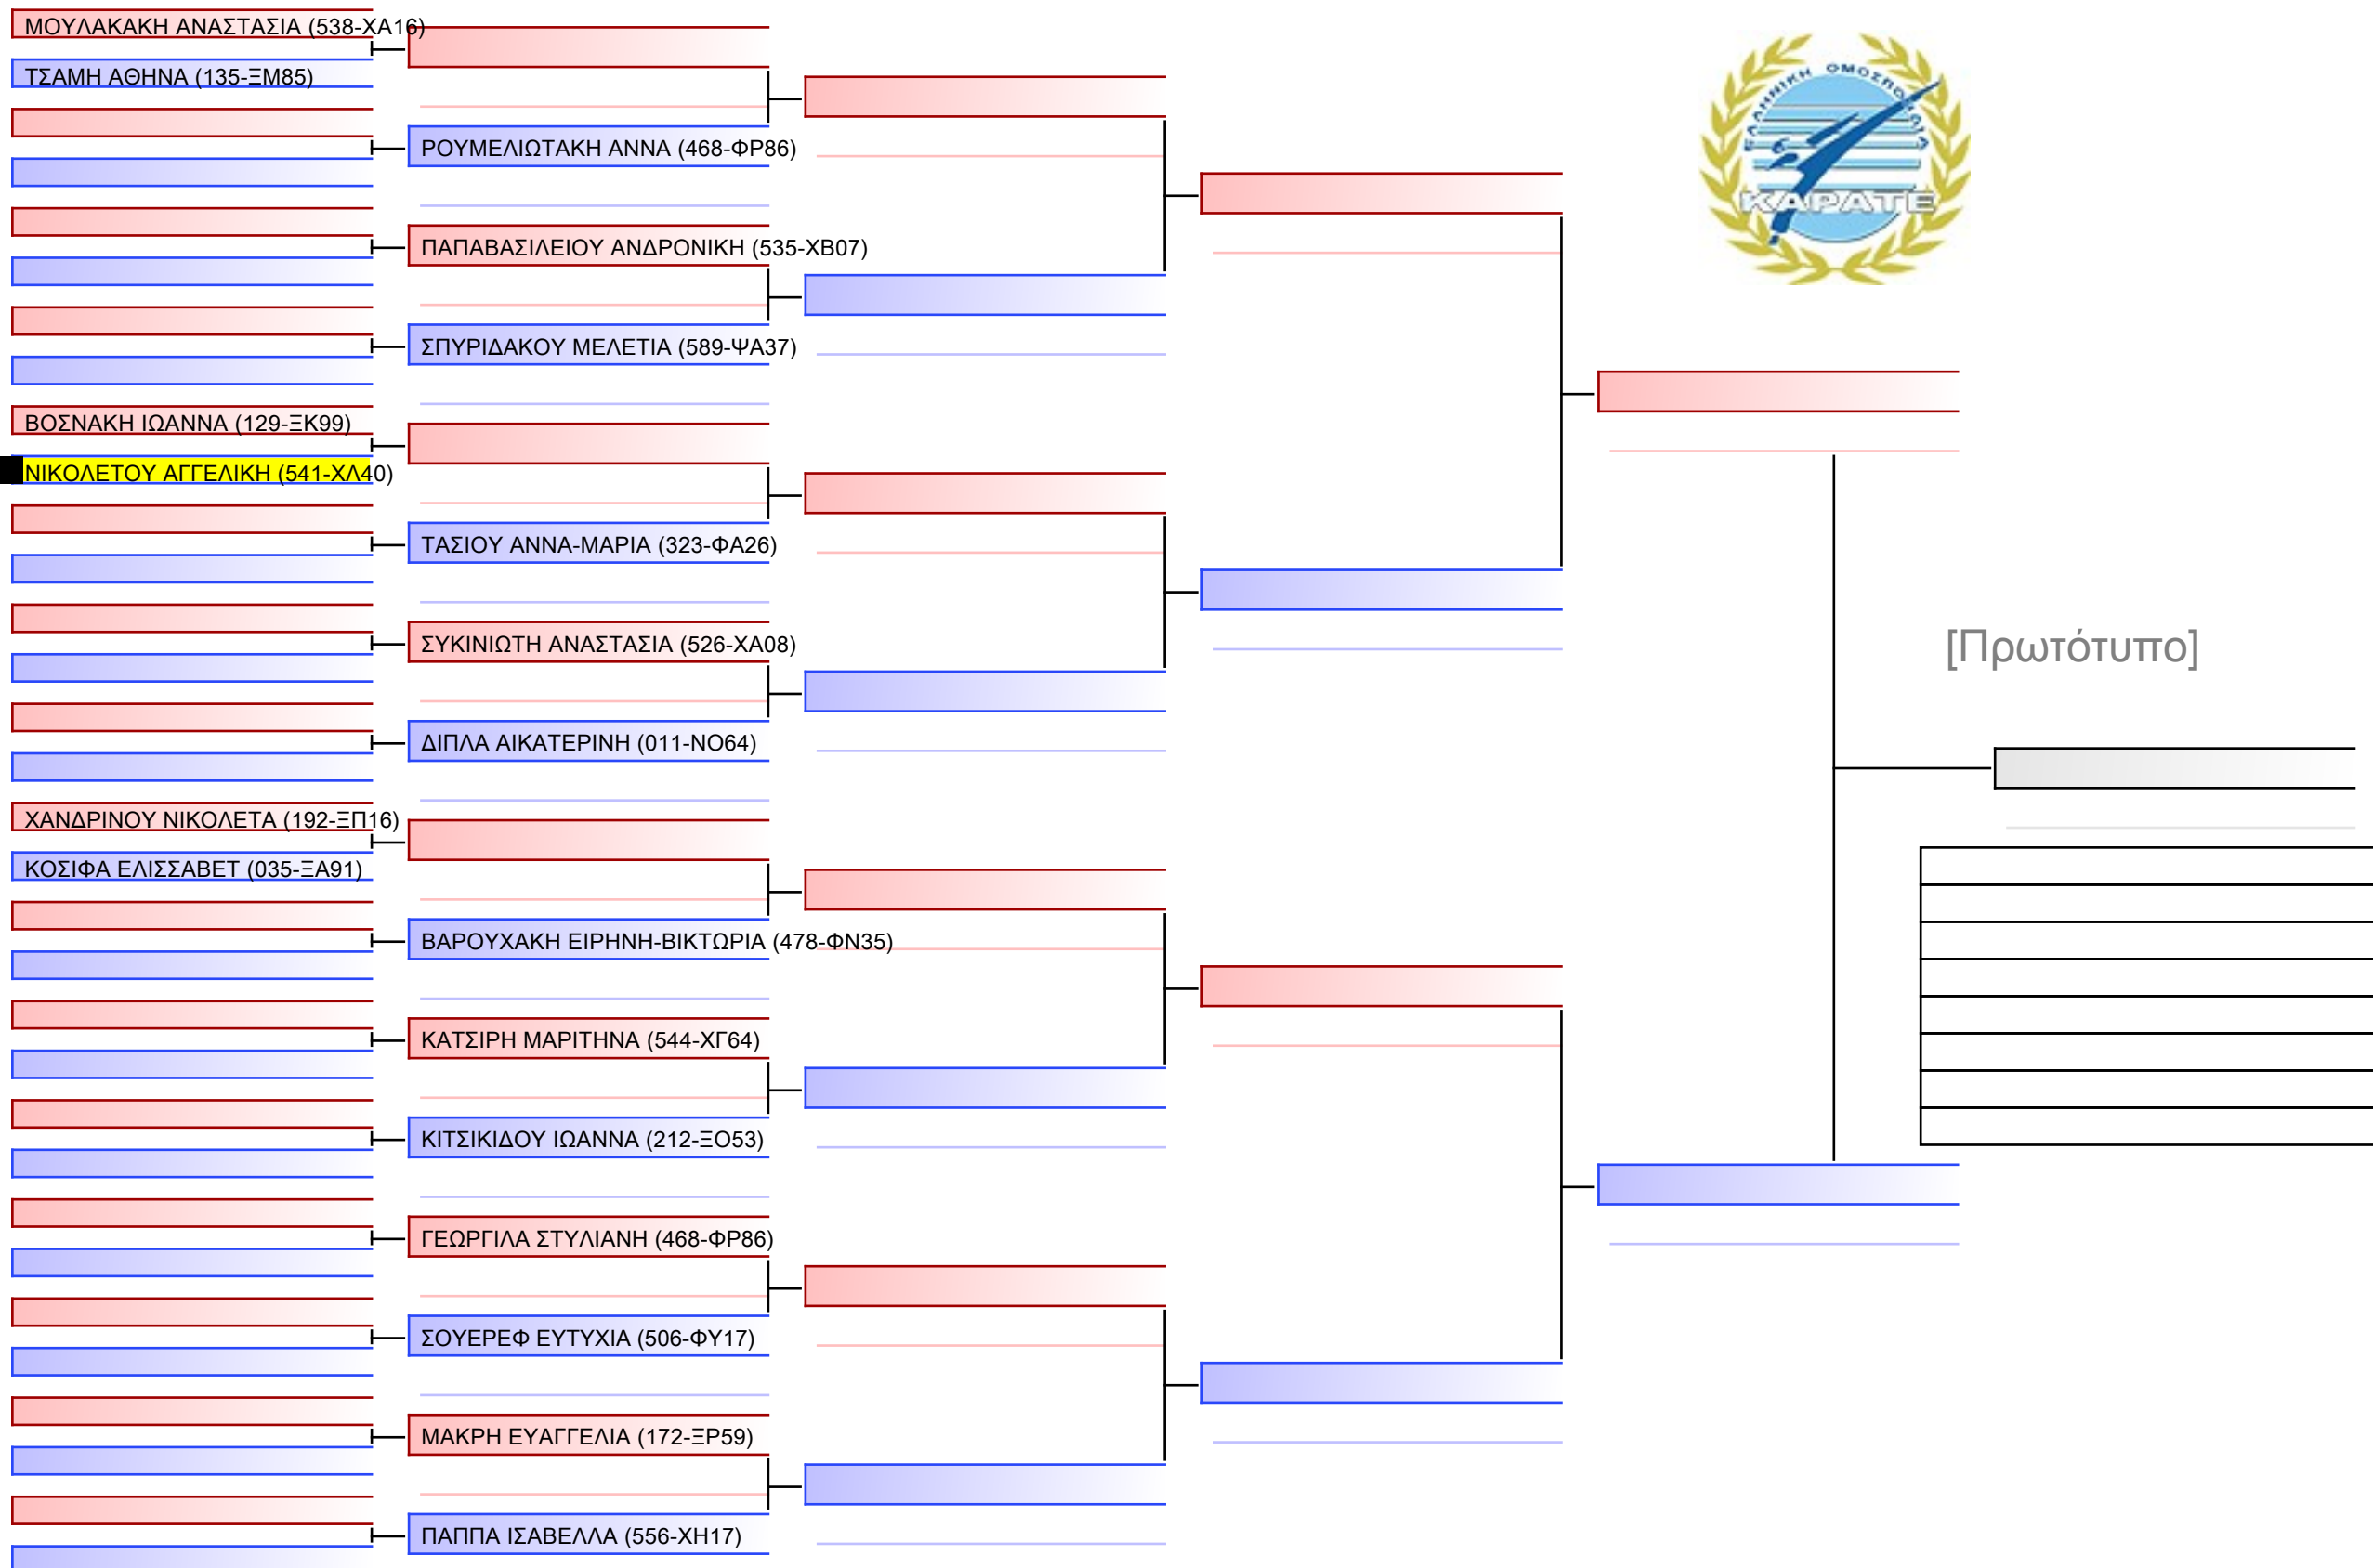 ΜΟΥΛΑΚΑΚΗ ΑΝΑΣΤΑΣΙΑ (538-ΧΑ16)
ΤΣΑΜΗ ΑΘΗΝΑ (135-ΞΜ85)
ΡΟΥΜΕΛΙΩΤΑΚΗ ΑΝΝΑ (468-ΦΡ86)
ΠΑΠΑΒΑΣΙΛΕΙΟΥ ΑΝΔΡΟΝΙΚΗ (535-ΧΒ07)
ΣΠΥΡΙΔΑΚΟΥ ΜΕΛΕΤΙΑ (589-ΨΑ37)
ΒΟΣΝΑΚΗ ΙΩΑΝΝΑ (129-ΞΚ99)
ΝΙΚΟΛΕΤΟΥ ΑΓΓΕΛΙΚΗ (541-ΧΛ40)
ΤΑΣΙΟΥ ΑΝΝΑ-ΜΑΡΙΑ (323-ΦΑ26)
ΣΥΚΙΝΙΩΤΗ ΑΝΑΣΤΑΣΙΑ (526-ΧΑ08)
ΔΙΠΛΑ ΑΙΚΑΤΕΡΙΝΗ (011-ΝΟ64)
ΧΑΝΔΡΙΝΟΥ ΝΙΚΟΛΕΤΑ (192-ΞΠ16)
ΚΟΣΙΦΑ ΕΛΙΣΣΑΒΕΤ (035-ΞΑ91)
ΒΑΡΟΥΧΑΚΗ ΕΙΡΗΝΗ-ΒΙΚΤΩΡΙΑ (478-ΦΝ35)
ΚΑΤΣΙΡΗ ΜΑΡΙΤΗΝΑ (544-ΧΓ64)
ΚΙΤΣΙΚΙΔΟΥ ΙΩΑΝΝΑ (212-ΞΟ53)
ΓΕΩΡΓΙΛΑ ΣΤΥΛΙΑΝΗ (468-ΦΡ86)
ΣΟΥΕΡΕΦ ΕΥΤΥΧΙΑ (506-ΦΥ17)
ΜΑΚΡΗ ΕΥΑΓΓΕΛΙΑ (172-ΞΡ59)
ΠΑΠΠΑ ΙΣΑΒΕΛΛΑ (556-ΧΗ17)
ΕΛΛΗΝΙΚΗ ΟΜΟΣΠΟΝΔΙΑ
ΚΑΡΑΤΕ
[Πρωτότυπο]